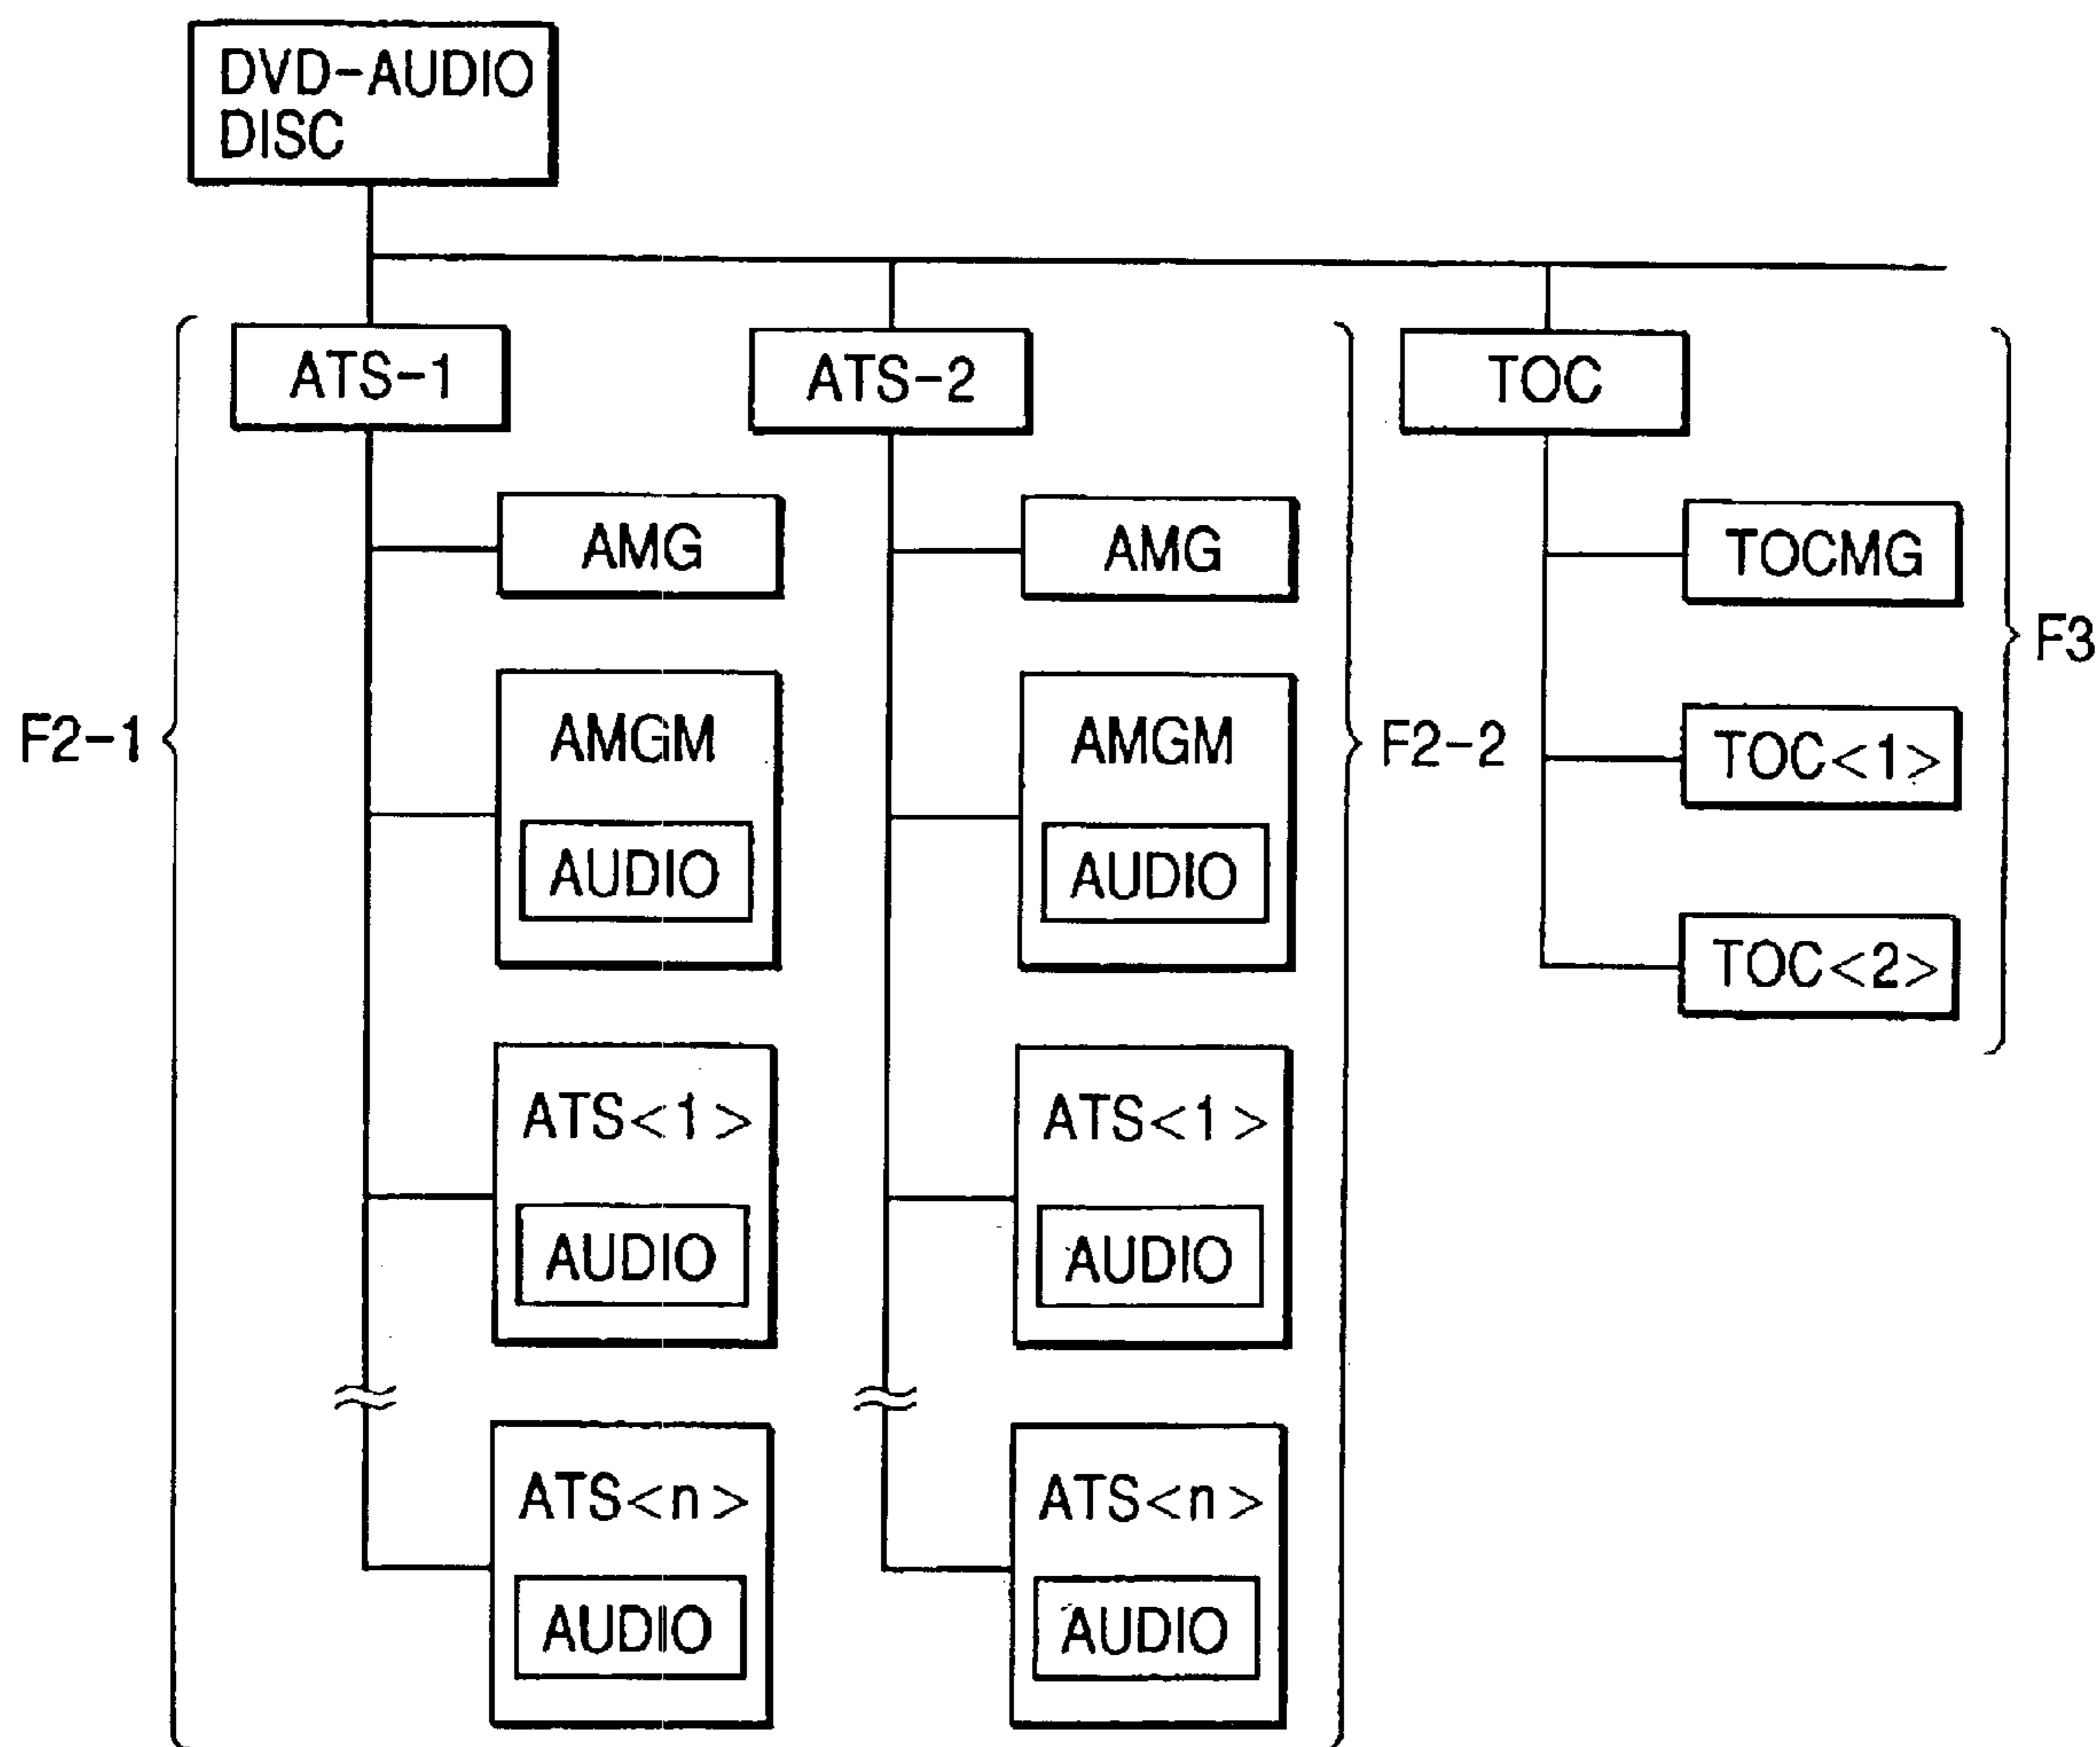 DVD-AUDIO
DISC
ATS-1
ATS-2
TOC
AMG
AMG
TOCMG
F3
F2-1
AMGM
AMGM
F2-2
TOC<1>
AUDIO
AUDIO
TOC<2>
ATS<1>
ATS<1>
AUDIO
AUDIO
ATS<n>
ATS<n>
AUDIO
AUDIO